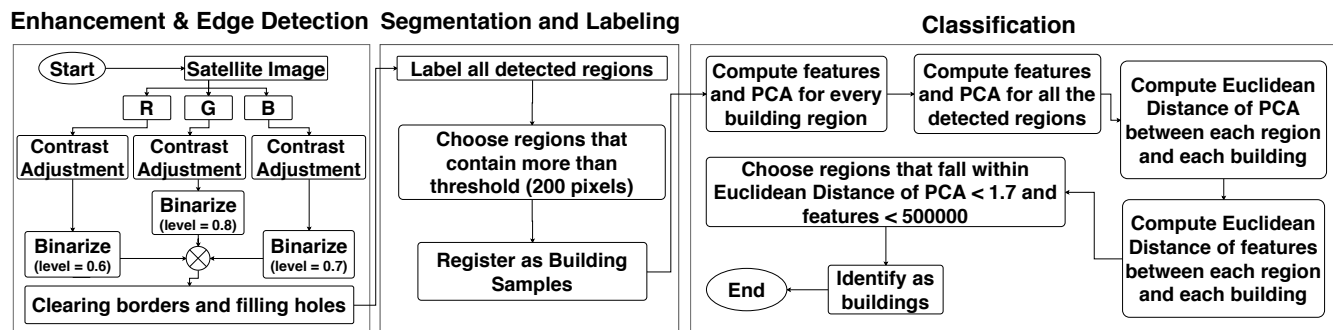 Enhancement & Edge Detection
Start
Satellite Image
R
G
B
Contrast
Adjustment
Contrast
Adjustment
Contrast
Adjustment
Binarize
(level = 0.8)
Binarize
(level = 0.6)
Binarize
(level = 0.7)
Clearing borders and filling holes
Segmentation and Labeling
Label all detected regions
Choose regions that
contain more than
threshold (200 pixels)
Register as Building
Samples
Classification
Compute features
and PCA for every
building region
Compute features
and PCA for all the
detected regions
Compute Euclidean
Distance of PCA
between each region
and each building
Compute Euclidean
Distance of features
between each region
and each building
Choose regions that fall within
Euclidean Distance of PCA < 1.7 and
features < 500000
Identify as
buildings
End